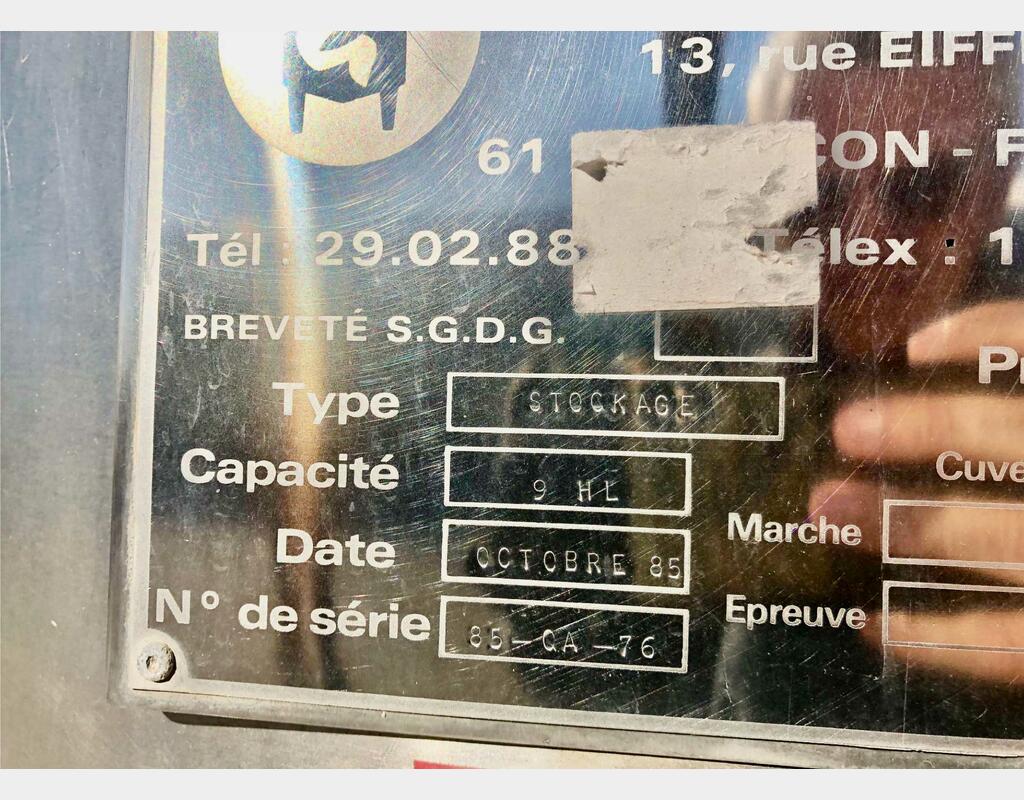 13, rue EIFF
61 CON - F
Tél : 29.02.88 Télex : 1
BREVETÉ S.G.D.G.
P
Type STOCKAGE
Capacité 9 HL
Cuve
Date OCTOBRE 85
Marche
N° de série 85-GA-76
Epreuve